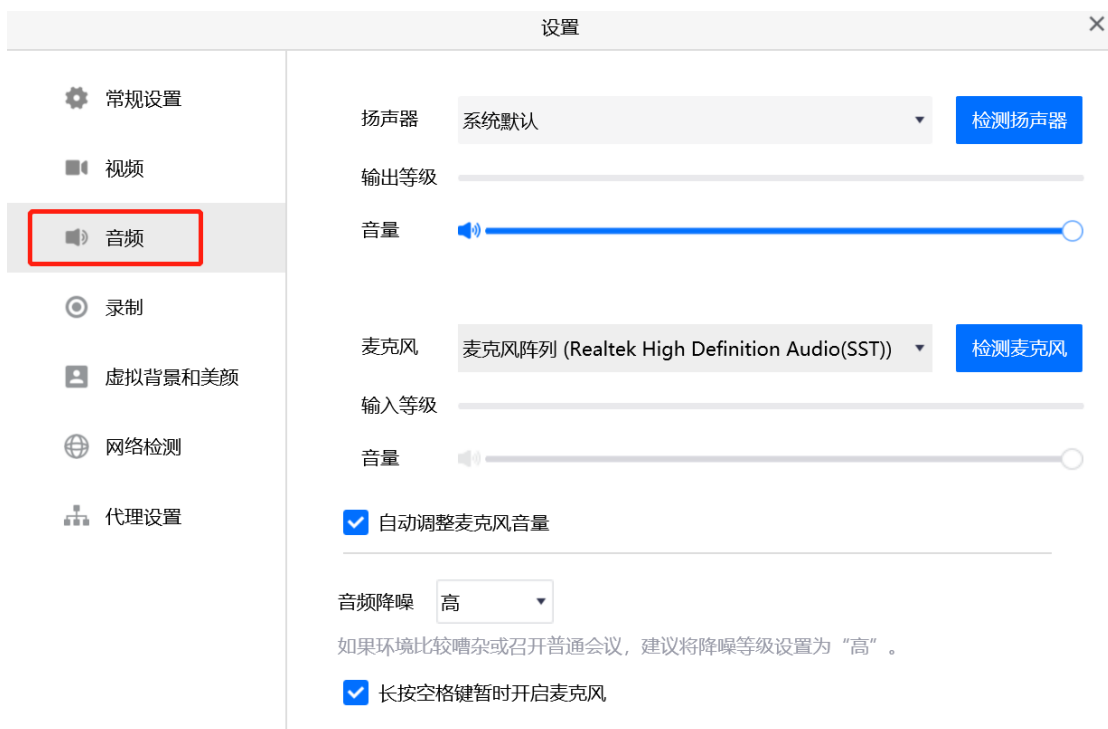 设置
常规设置
视频
音频
录制
虚拟背景和美颜
网络检测
代理设置
扬声器 系统默认 检测扬声器
输出等级
音量
麦克风 麦克风阵列 (Realtek High Definition Audio(SST)) 检测麦克风
输入等级
音量
自动调整麦克风音量
音频降噪 高
如果环境比较嘈杂或召开普通会议，建议将降噪等级设置为“高”。
长按空格键暂时开启麦克风